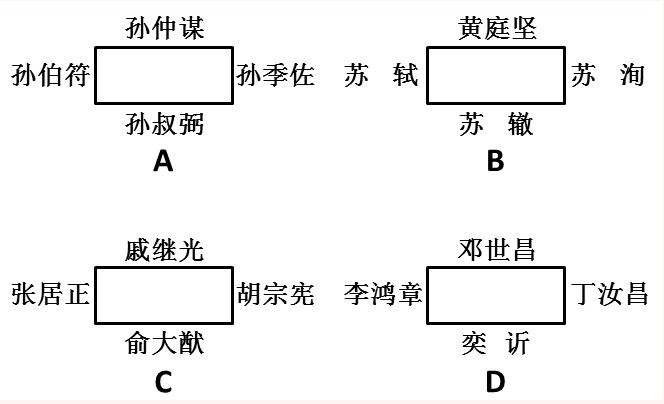 孙仲谋
孙伯符 孙季佐
孙叔弼
A
黄庭坚
苏轼 苏洵
苏辙
B
戚继光
张居正 胡宗宪
俞大猷
C
邓世昌
李鸿章 丁汝昌
奕訢
D